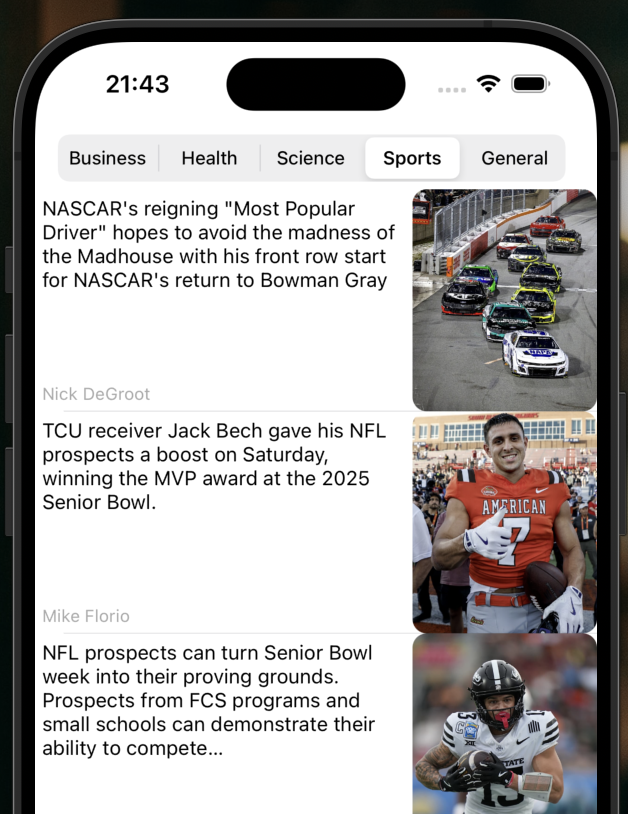 21:43
Business Health Science Sports General
NASCAR's reigning "Most Popular
Driver" hopes to avoid the madness of
the Madhouse with his front row start
for NASCAR's return to Bowman Gray
NAPA
Nick DeGroot
TCU receiver Jack Bech gave his NFL
prospects a boost on Saturday,
winning the MVP award at the 2025
Senior Bowl.
AMERICAN
7
Mike Florio
NFL prospects can turn Senior Bowl
week into their proving grounds.
Prospects from FCS programs and
small schools can demonstrate their
ability to compete...
STATE
13